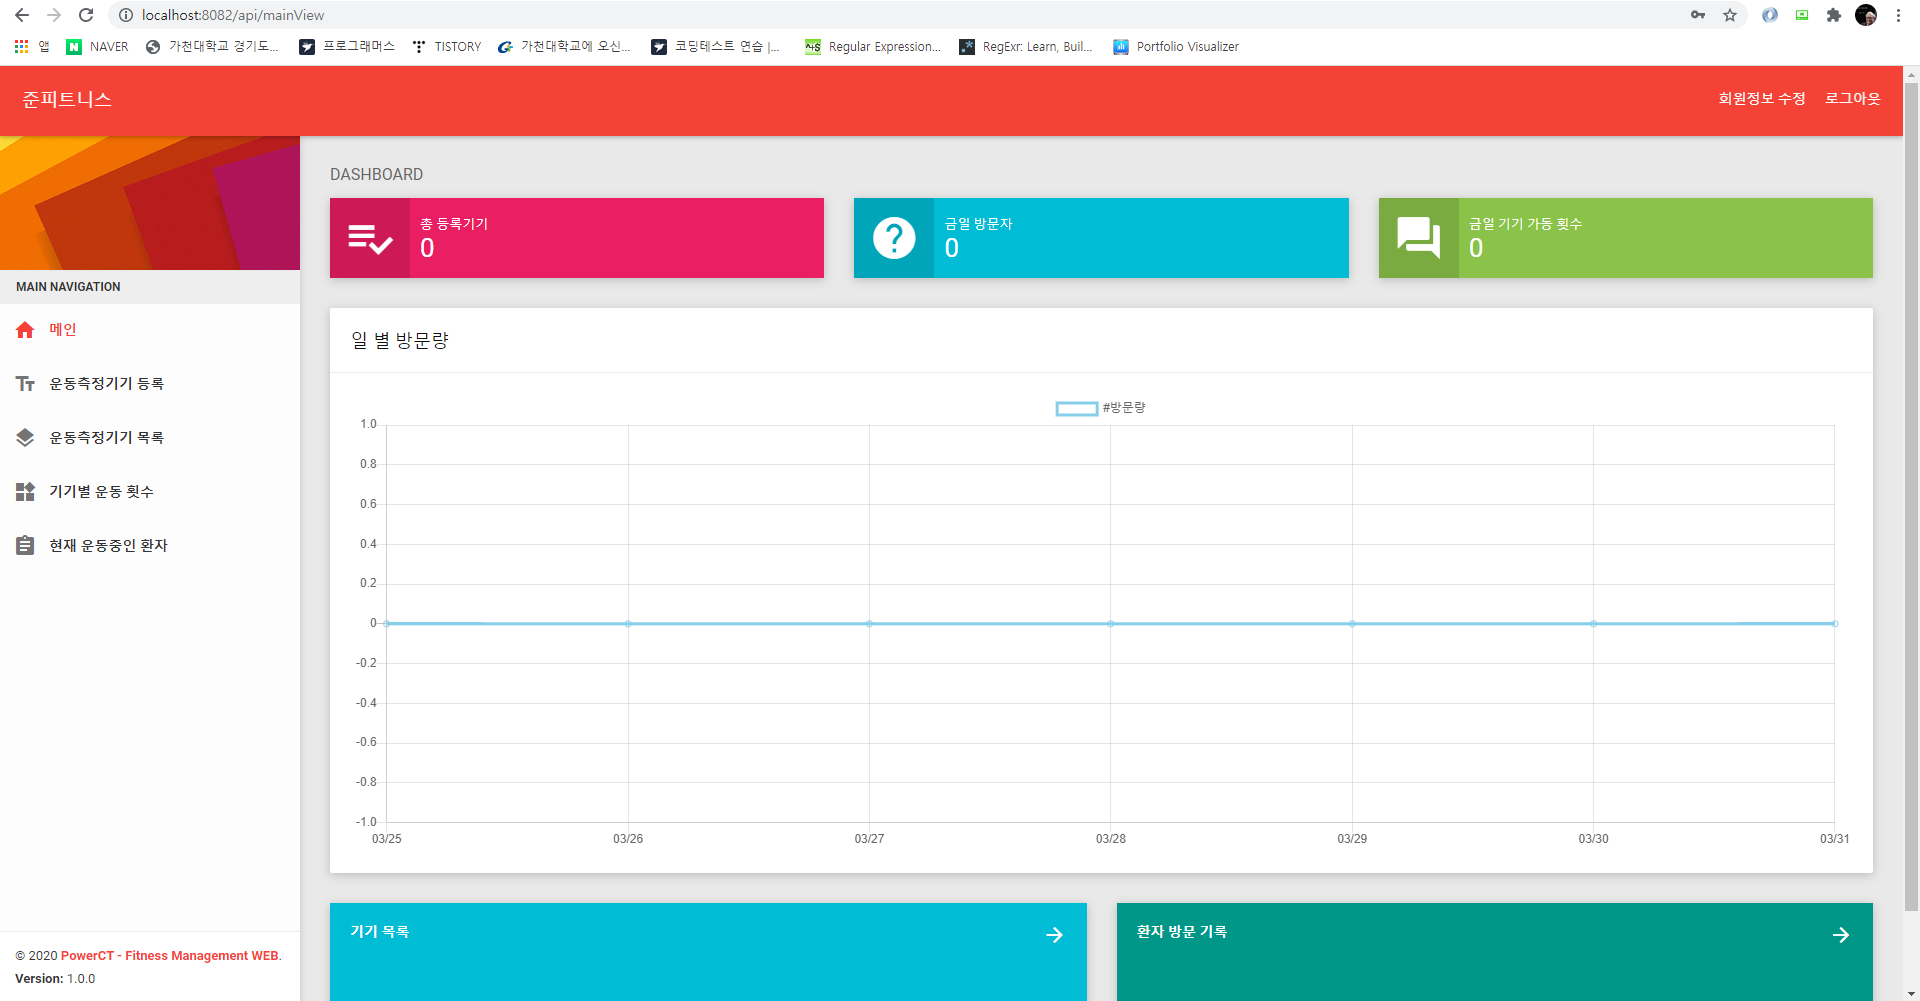 localhost:8082/api/mainView
앱 NAVER 가천대학교 경기도... 프로그래머스 TISTORY 가천대학교에 오신... 코딩테스트 연습 |... Regular Expression... RegExr: Learn, Buil... Portfolio Visualizer
준피트니스 회원정보 수정 로그아웃
MAIN NAVIGATION
메인
운동측정기기 등록
운동측정기기 목록
기기별 운동 횟수
현재 운동중인 환자
© 2020 PowerCT - Fitness Management WEB.
Version: 1.0.0
DASHBOARD
총 등록기기
0
금일 방문자
0
금일 기기 가동 횟수
0
일 별 방문량
#방문량
1.0
0.8
0.6
0.4
0.2
0
-0.2
-0.4
-0.6
-0.8
-1.0
03/25 03/26 03/27 03/28 03/29 03/30 03/31
기기 목록
환자 방문 기록